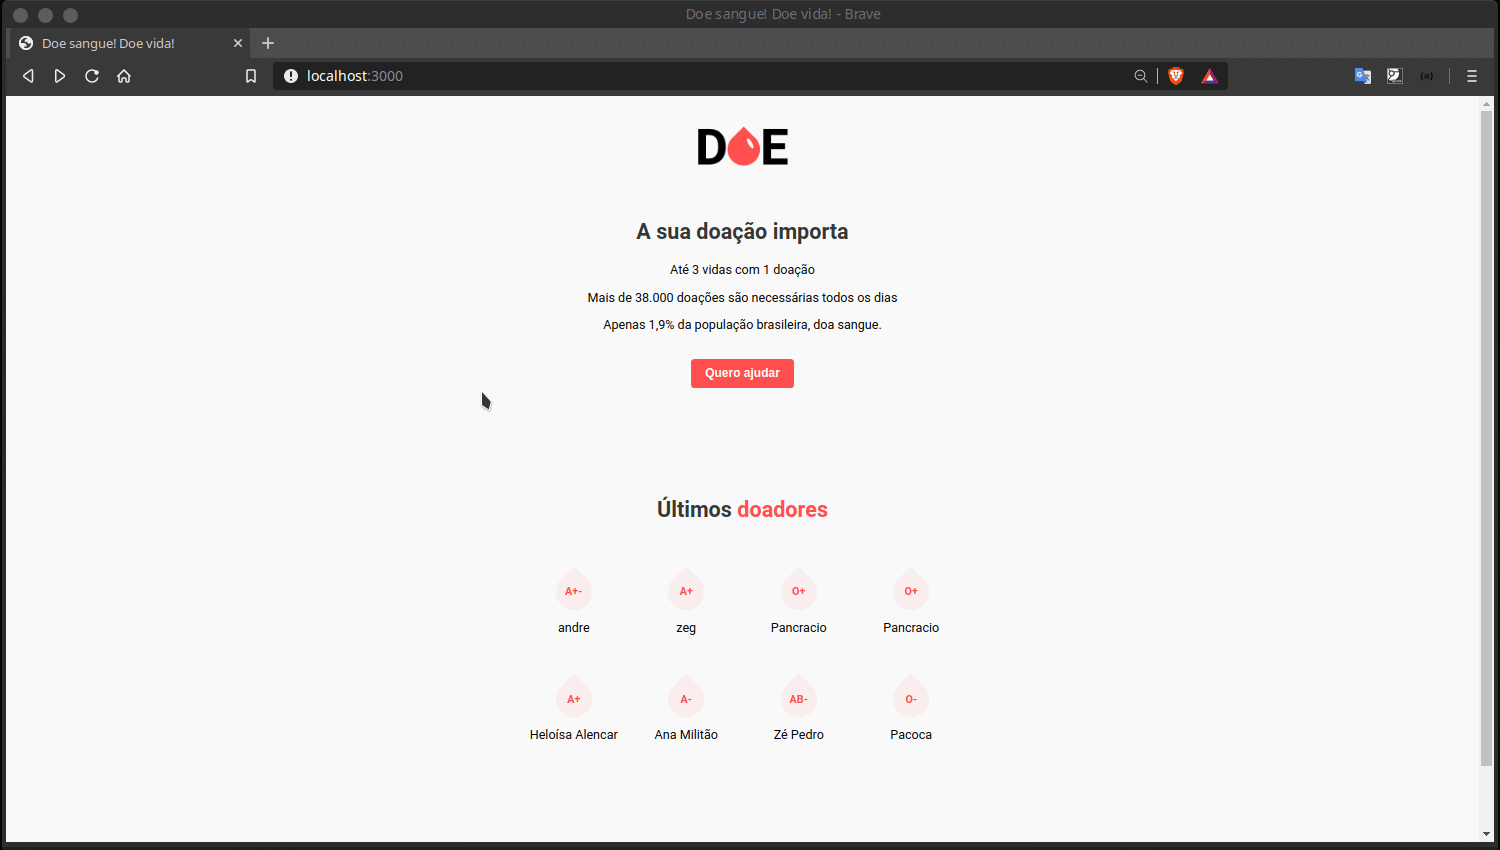 Doe sangue! Doe vida! - Brave
Doe sangue! Doe vida!
localhost:3000
DOE
A sua doação importa
Até 3 vidas com 1 doação
Mais de 38.000 doações são necessárias todos os dias
Apenas 1,9% da população brasileira, doa sangue.
Quero ajudar
Últimos doadores
A+- A+ O+ O+
andre zeg Pancracio Pancracio
A+ A- AB- O-
Heloísa Alencar Ana Militão Zé Pedro Pacoca